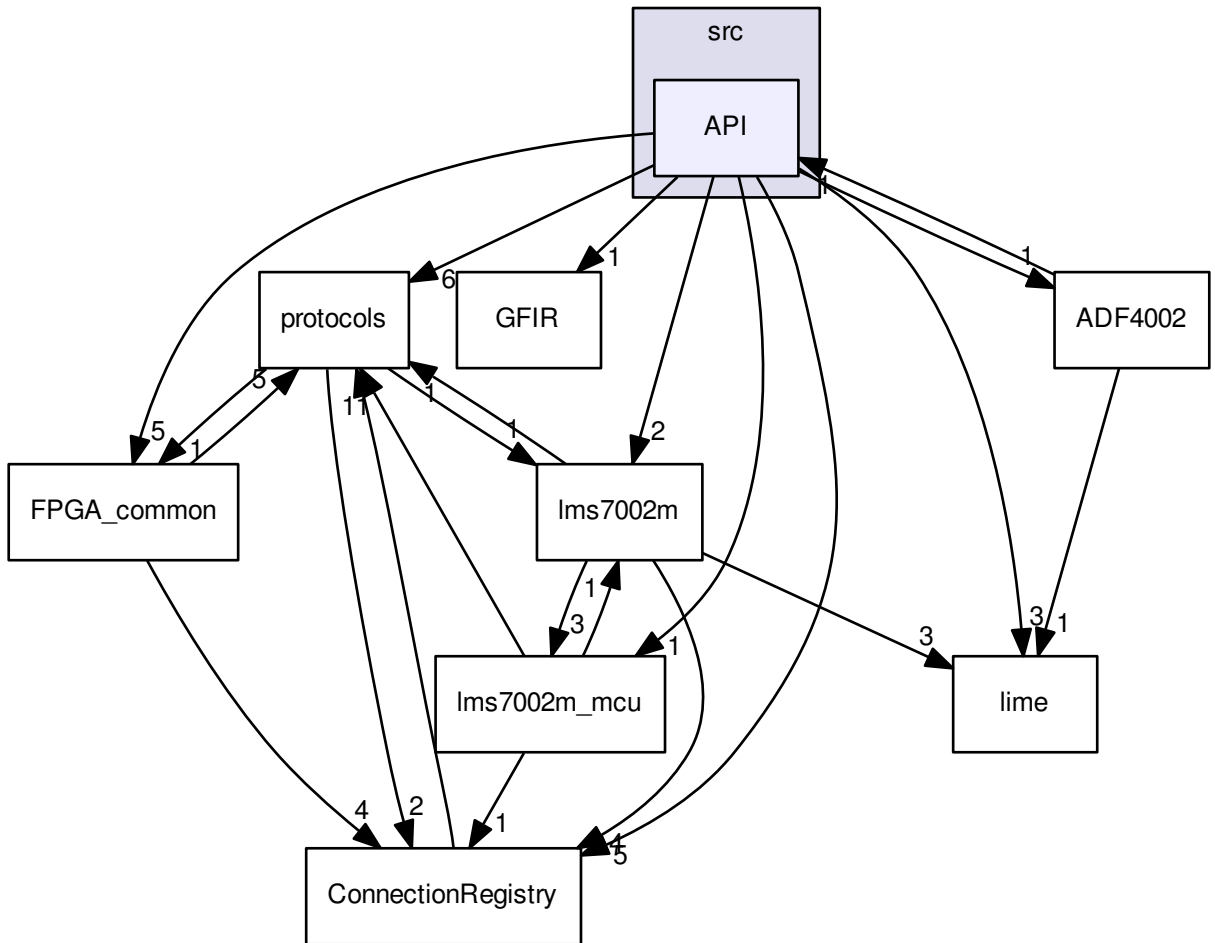 src
API
1
1
6
1
protocols
GFIR
ADF4002
5
11
1
1
5
1
2
FPGA_common
lms7002m
1
3
3
1
3
1
lms7002m_mcu
lime
4
2
1
4
5
ConnectionRegistry